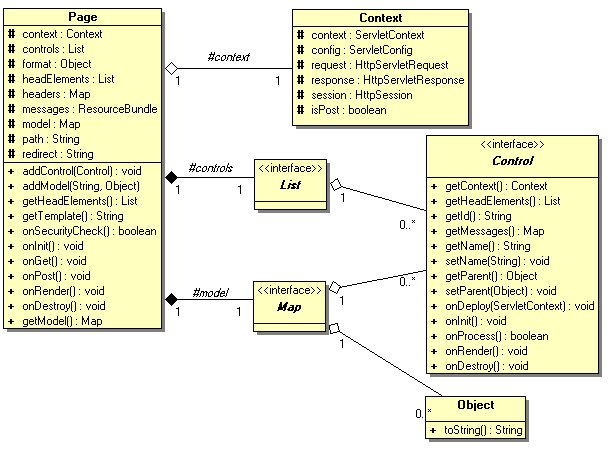 Page
# context : Context
# controls : List
# format : Object
# headElements : List
# headers : Map
# messages : ResourceBundle
# model : Map
# path : String
# redirect : String
+ addControl(Control) : void
+ addModel(String, Object)
+ getHeadElements() : List
+ getTemplate() : String
+ onSecurityCheck() : boolean
+ onInit() : void
+ onGet() : void
+ onPost() : void
+ onRender() : void
+ onDestroy() : void
+ getModel() : Map
#context
1
1
Context
# context : ServletContext
# config : ServletConfig
# request : HttpServletRequest
# response : HttpServletResponse
# session : HttpSession
# isPost : boolean
#controls
1
1
<<interface>>
List
1
0..*
#model
1
1
<<interface>>
Map
1
0..*
1
0..*
<<interface>>
Control
+ getContext() : Context
+ getHeadElements() : List
+ getId() : String
+ getMessages() : Map
+ getName() : String
+ setName(String) : void
+ getParent() : Object
+ setParent(Object) : void
+ onDeploy(ServletContext) : void
+ onInit() : void
+ onProcess() : boolean
+ onRender() : void
+ onDestroy() : void
Object
+ toString() : String